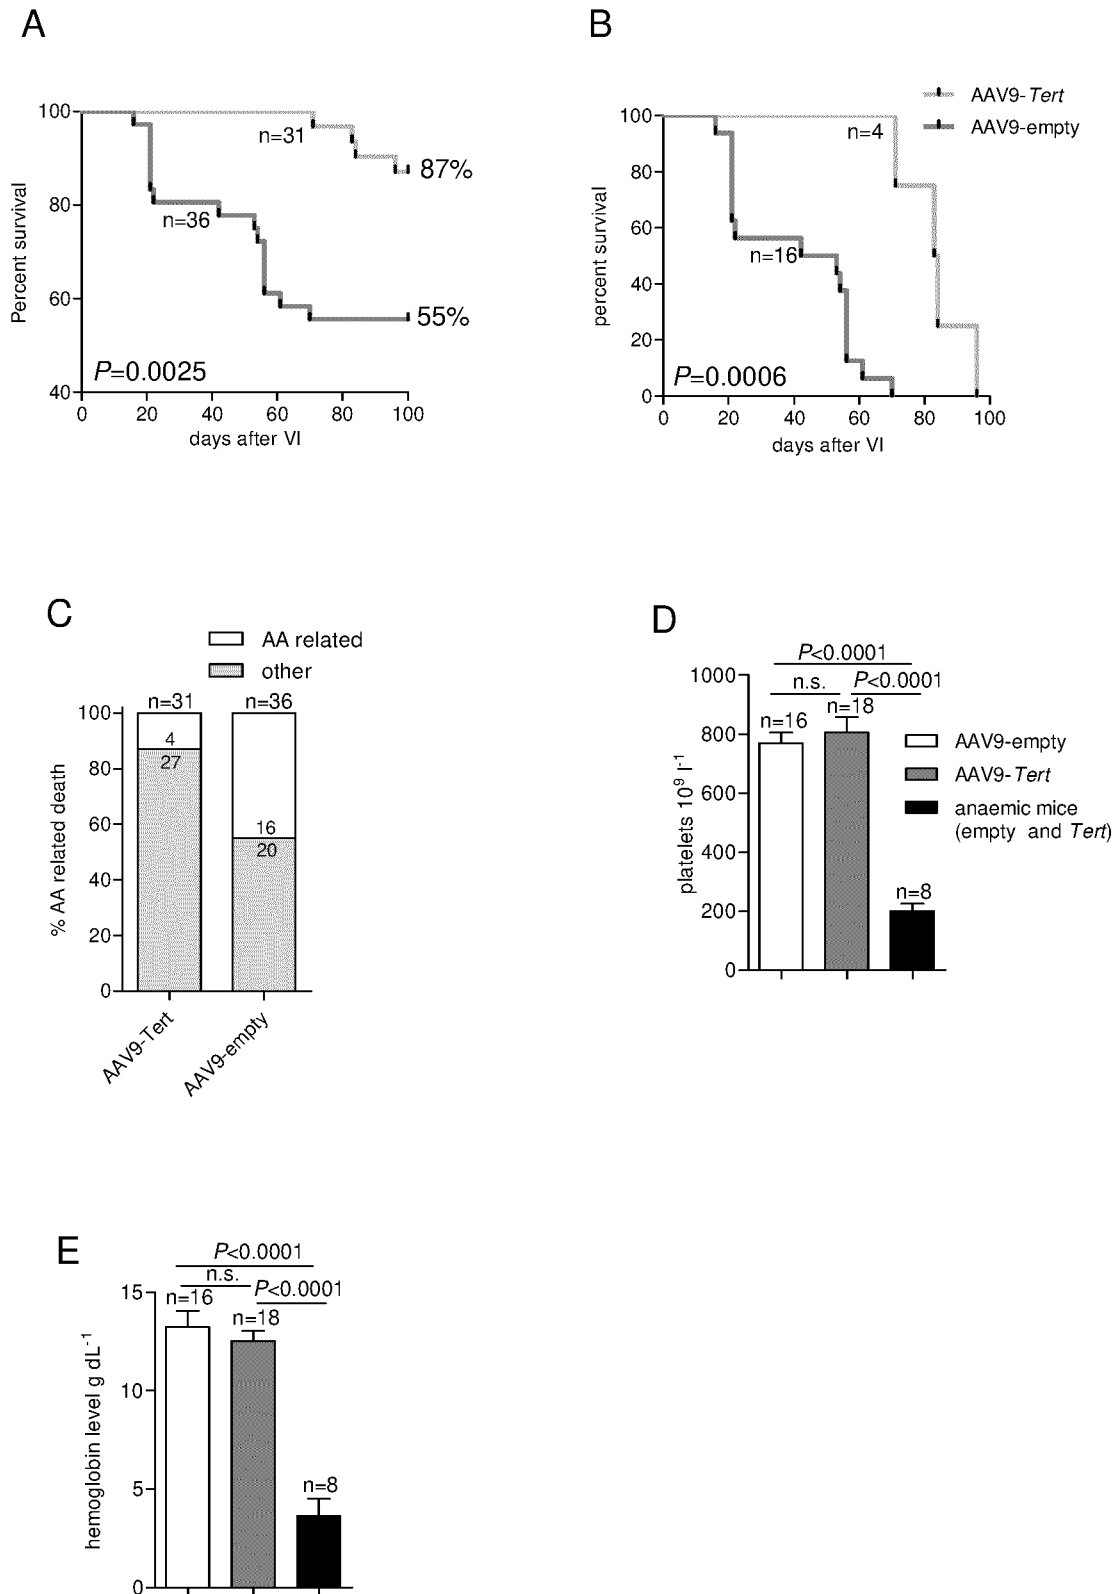 A
Percent survival
100
80
60
40
n=31
87%
n=36
55%
P=0.0025
0 20 40 60 80 100
days after VI
B
AAV9-Tert
AAV9-empty
percent survival
100
80
60
40
20
0
n=4
n=16
P=0.0006
0 20 40 60 80 100
days after VI
C
AA related
other
% AA related death
n=31 n=36
100
80
60
40
20
0
4
27
16
20
AAV9-Tert
AAV9-empty
D
P<0.0001
n.s. P<0.0001
n=16 n=18
n=8
platelets 10⁹ l⁻¹
1000
800
600
400
200
0
AAV9-empty
AAV9-Tert
anaemic mice
(empty and Tert)
E
P<0.0001
n.s.
P<0.0001
n=16
n=18
n=8
hemoglobin level g dL⁻¹
15
10
5
0